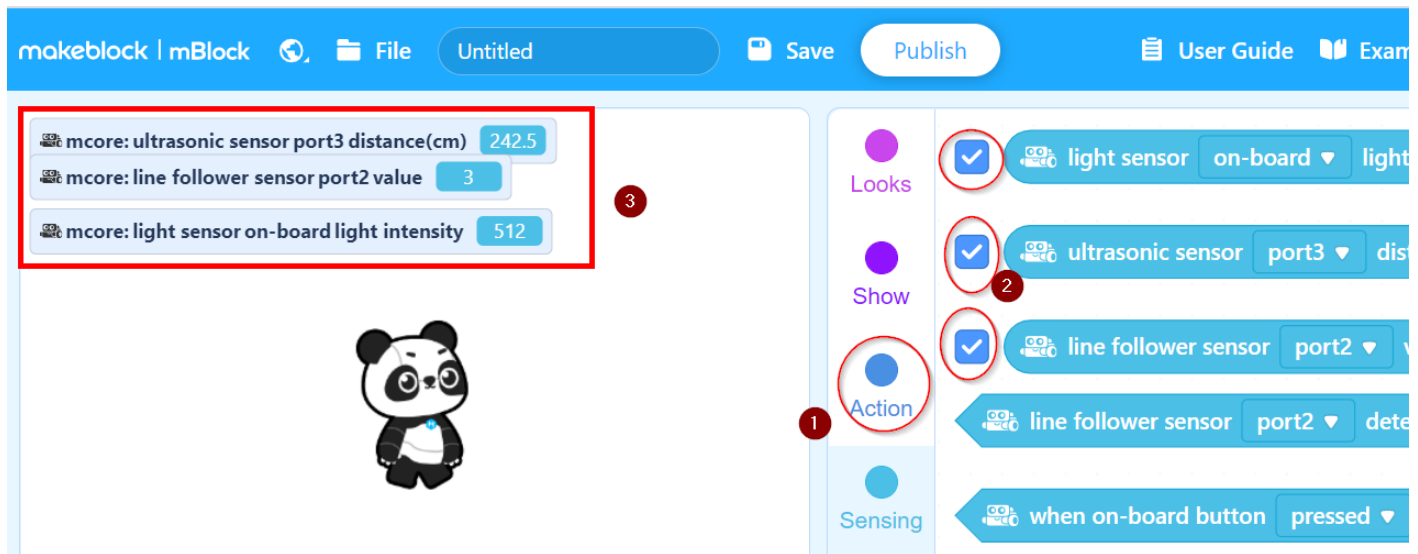 makeblock | mBlock File Untitled Save Publish User Guide Exam
mcore: ultrasonic sensor port3 distance(cm) 242.5
mcore: line follower sensor port2 value 3
mcore: light sensor on-board light intensity 512
3
Looks
Show
Action
1
Sensing
light sensor on-board light
ultrasonic sensor port3 dist
2
line follower sensor port2
line follower sensor port2 dete
when on-board button pressed